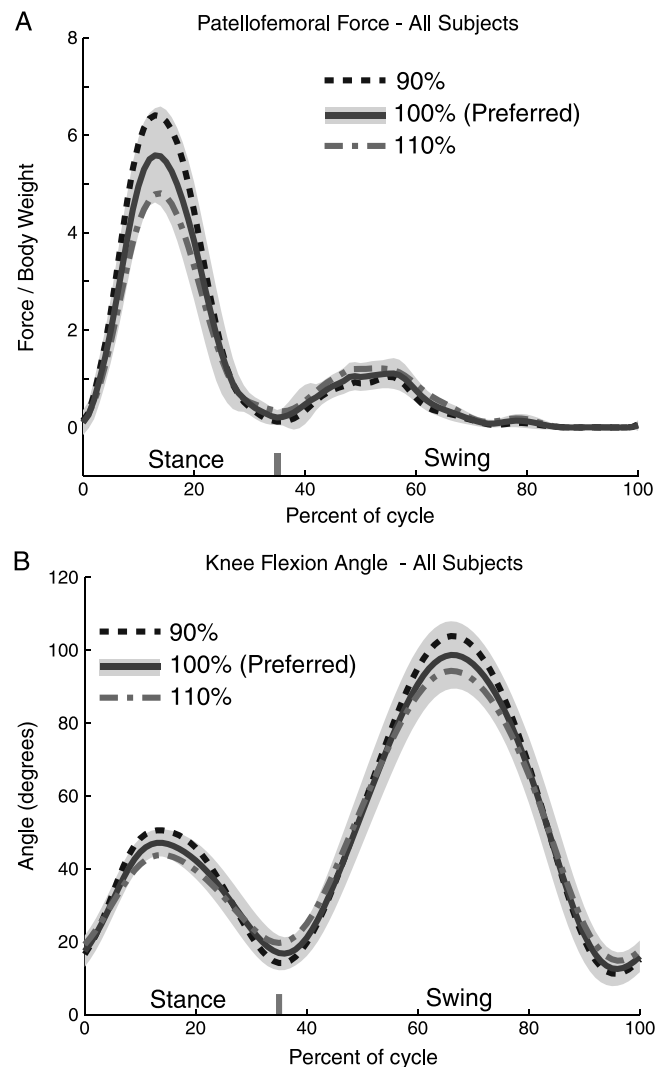 A
Patellofemoral Force - All Subjects
8
6
4
2
0
Force / Body Weight
90%
100% (Preferred)
110%
Stance
Swing
0 20 40 60 80 100
Percent of cycle
B
Knee Flexion Angle - All Subjects
120
100
80
60
40
20
0
Angle (degrees)
90%
100% (Preferred)
110%
Stance
Swing
0 20 40 60 80 100
Percent of cycle